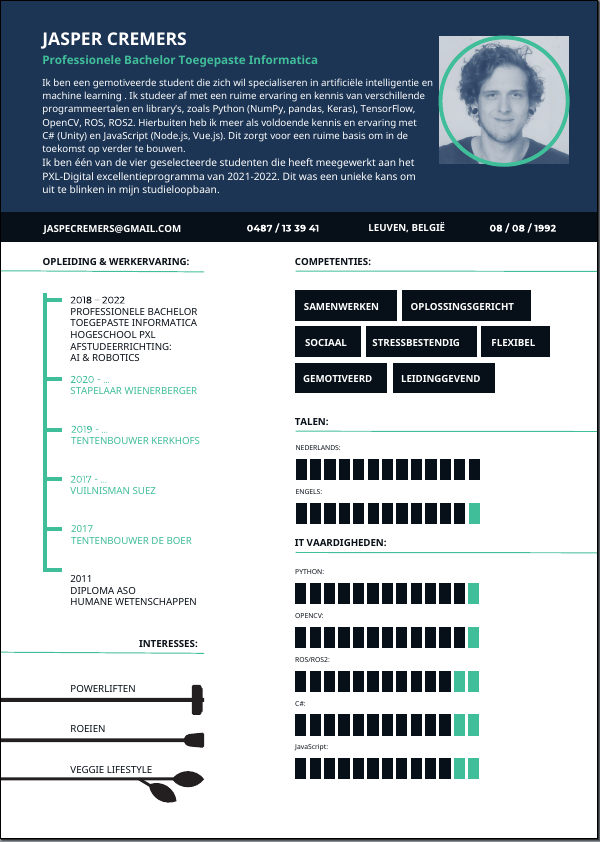 JASPER CREMERS
Professionele Bachelor Toegepaste Informatica
Ik ben een gemotiveerde student die zich wil specialiseren in artificiële intelligentie en
machine learning . Ik studeer af met een ruime ervaring en kennis van verschillende
programmeertalen en library's, zoals Python (NumPy, pandas, Keras), TensorFlow,
OpenCV, ROS, ROS2. Hierbuiten heb ik meer als voldoende kennis en ervaring met
C# (Unity) en JavaScript (Node.js, Vue.js). Dit zorgt voor een ruime basis om in de
toekomst op verder te bouwen.
Ik ben één van de vier geselecteerde studenten die heeft meegewerkt aan het
PXL-Digital excellentieprogramma van 2021-2022. Dit was een unieke kans om
uit te blinken in mijn studieloopbaan.
JASPECREMERS@GMAIL.COM
0487 / 13 39 41
LEUVEN, BELGIË
08 / 08 / 1992
OPLEIDING & WERKERVARING:
2018 – 2022
PROFESSIONELE BACHELOR
TOEGEPASTE INFORMATICA
HOGESCHOOL PXL
AFSTUDEERRICHTING:
AI & ROBOTICS
2020 - ...
STAPELAAR WIENERBERGER
2019 - ...
TENTENBOUWER KERKHOFS
2017 - ...
VUILNISMAN SUEZ
2017
TENTENBOUWER DE BOER
2011
DIPLOMA ASO
HUMANE WETENSCHAPPEN
INTERESSES:
POWERLIFTEN
ROEIEN
VEGGIE LIFESTYLE
COMPETENTIES:
SAMENWERKEN
OPLOSSINGSGERICHT
SOCIAAL
STRESSBESTENDIG
FLEXIBEL
GEMOTIVEERD
LEIDINGGEVEND
TALEN:
NEDERLANDS:
ENGELS:
IT VAARDIGHEDEN:
PYTHON:
OPENCV:
ROS/ROS2:
C#:
JavaScript: